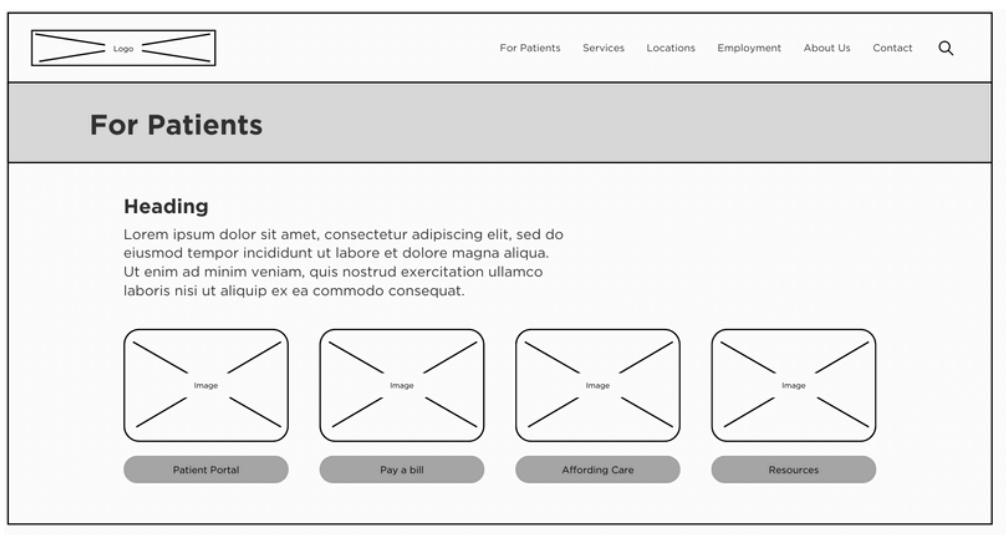 Logo
For Patients Services Locations Employment About Us Contact
For Patients
Heading
Lorem ipsum dolor sit amet, consectetur adipiscing elit, sed do
eiusmod tempor incididunt ut labore et dolore magna aliqua.
Ut enim ad minim veniam, quis nostrud exercitation ullamco
laboris nisi ut aliquip ex ea commodo consequat.
Image Image Image Image
Patient Portal Pay a bill Affording Care Resources